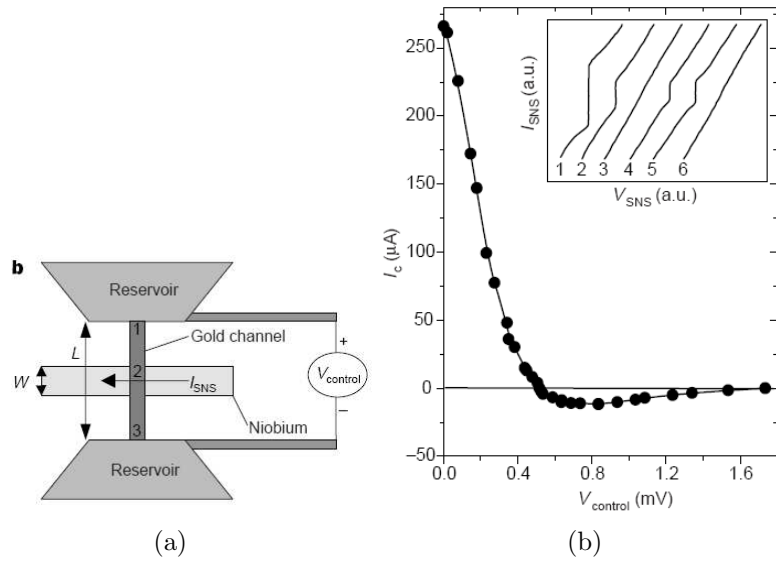 b
Reservoir
1
Gold channel
L
+
W
2
I_SNS
V_control
–
Niobium
3
Reservoir
(a)
I_c (μA)
250
200
150
100
50
0
–50
0.0
0.4
0.8
1.2
1.6
V_control (mV)
I_SNS (a.u.)
1 2 3 4 5 6
V_SNS (a.u.)
(b)